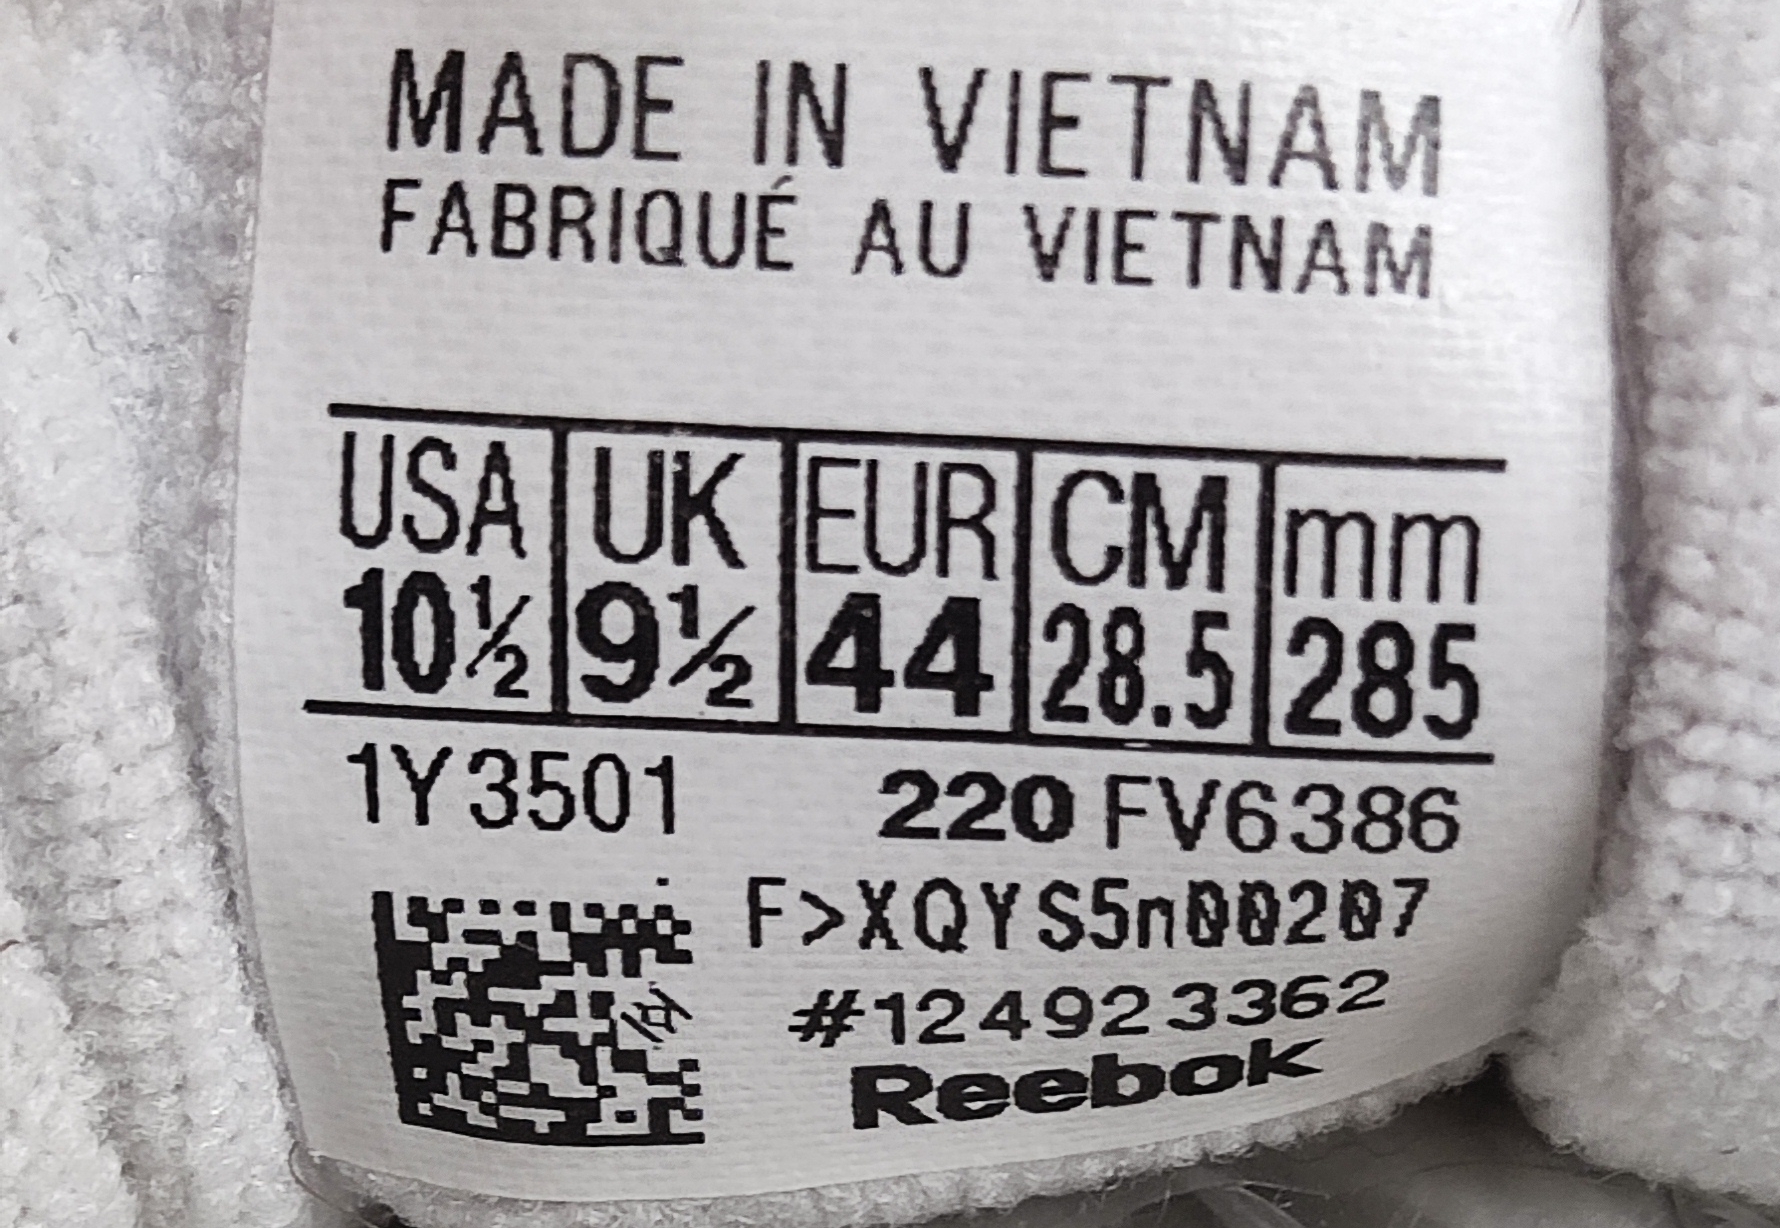 MADE IN VIETNAM
FABRIQUÉ AU VIETNAM
USA UK EUR CM mm
10½ 9½ 44 28.5 285
1Y3501 220 FV6386
F>XQYS5n00207
#124923362
Reebok